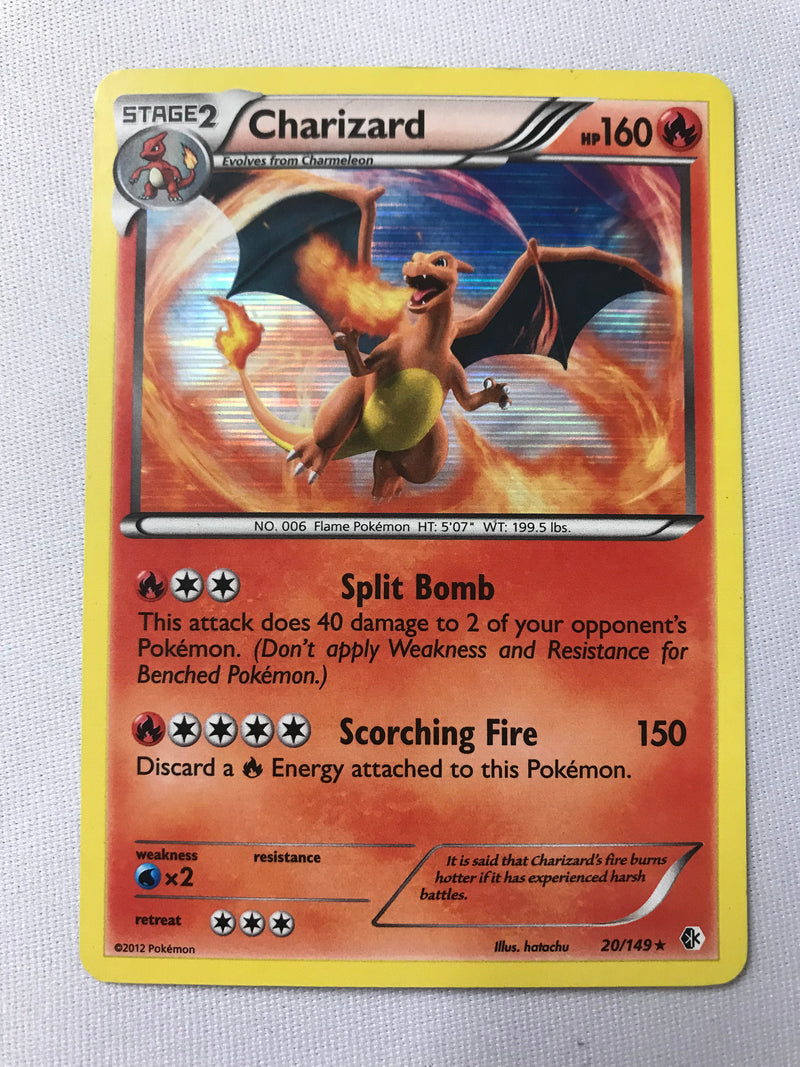 STAGE2
Charizard
HP160
Evolves from Charmeleon
NO. 006 Flame Pokémon HT: 5'07" WT: 199.5 lbs.
Split Bomb
This attack does 40 damage to 2 of your opponent's
Pokémon. (Don't apply Weakness and Resistance for
Benched Pokémon.)
Scorching Fire 150
Discard a Energy attached to this Pokémon.
weakness resistance
×2
It is said that Charizard's fire burns
hotter if it has experienced harsh
battles.
retreat
©2012 Pokémon
Illus. hatachu 20/149★